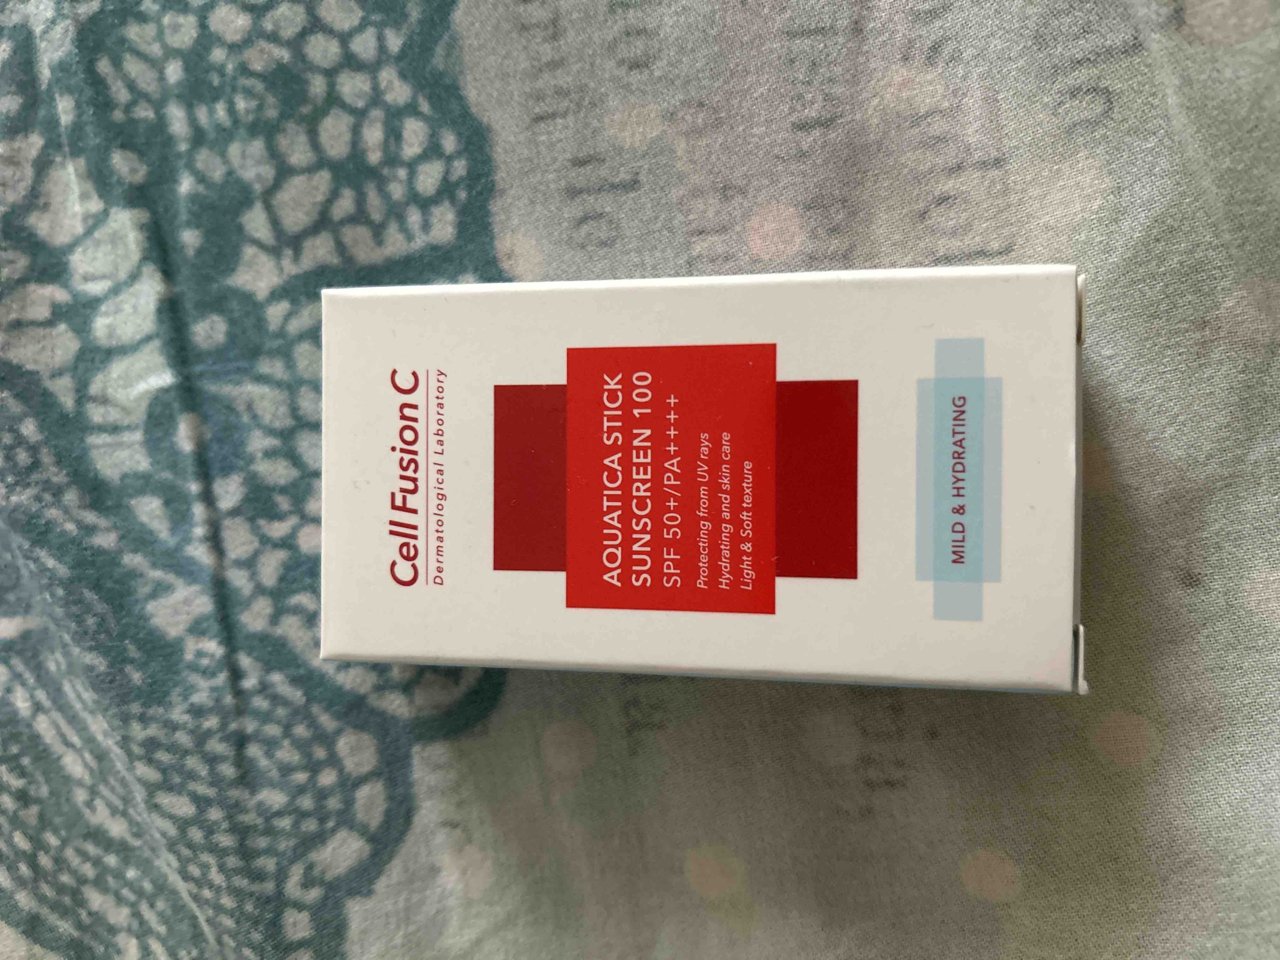 Cell Fusion C
Dermatological Laboratory
AQUATICA STICK
SUNSCREEN 100
SPF 50+/PA++++
Protecting from UV rays
Hydrating and skin care
Light & Soft texture
MILD & HYDRATING